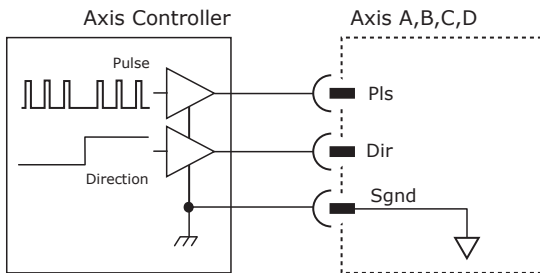 Axis Controller
Axis A,B,C,D
Pulse
Pls
Dir
Direction
Sgnd